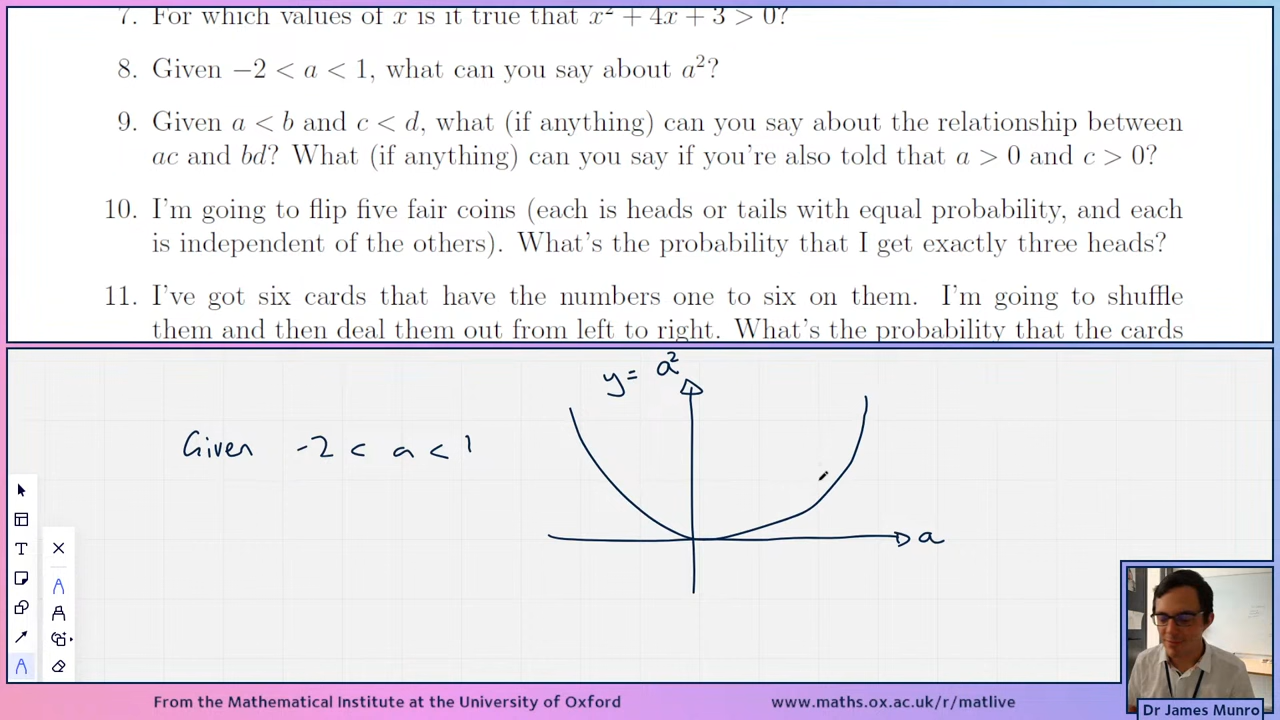 7. For which values of x is it true that x² + 4x + 3 > 0?
8. Given −2 < a < 1, what can you say about a²?
9. Given a < b and c < d, what (if anything) can you say about the relationship between
ac and bd? What (if anything) can you say if you're also told that a > 0 and c > 0?
10. I'm going to flip five fair coins (each is heads or tails with equal probability, and each
is independent of the others). What's the probability that I get exactly three heads?
11. I've got six cards that have the numbers one to six on them. I'm going to shuffle
them and then deal them out from left to right. What's the probability that the cards
y = a²
Given -2 < a < 1
a
From the Mathematical Institute at the University of Oxford
www.maths.ox.ac.uk/r/matlive
Dr James Munro